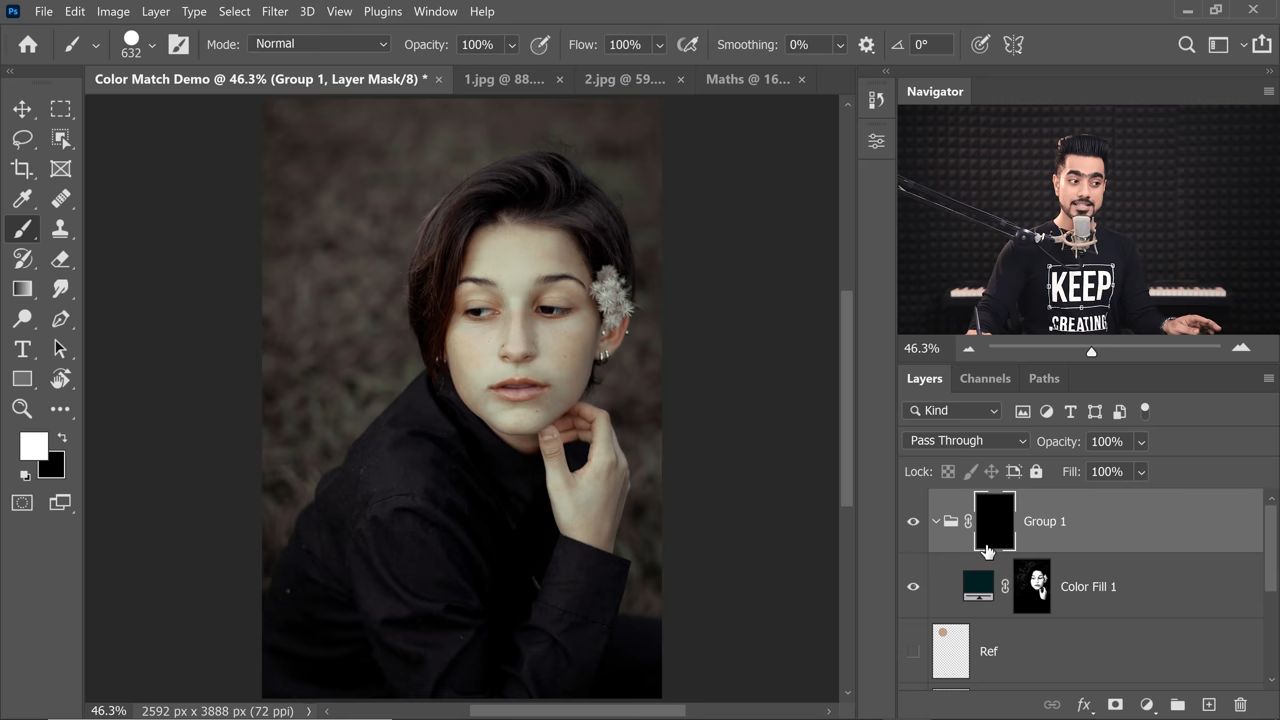 Ps File Edit Image Layer Type Select Filter 3D View Plugins Window Help
632 Mode: Normal Opacity: 100% Flow: 100% Smoothing: 0% 0°
Color Match Demo @ 46.3% (Group 1, Layer Mask/8) * × 1.jpg @ 88.... × 2.jpg @ 59.... × Maths @ 16... ×
Navigator
KEEP
CREATING
46.3%
Layers Channels Paths
Kind
Pass Through Opacity: 100%
Lock: Fill: 100%
Group 1
Color Fill 1
Ref
46.3% 2592 px x 3888 px (72 ppi)